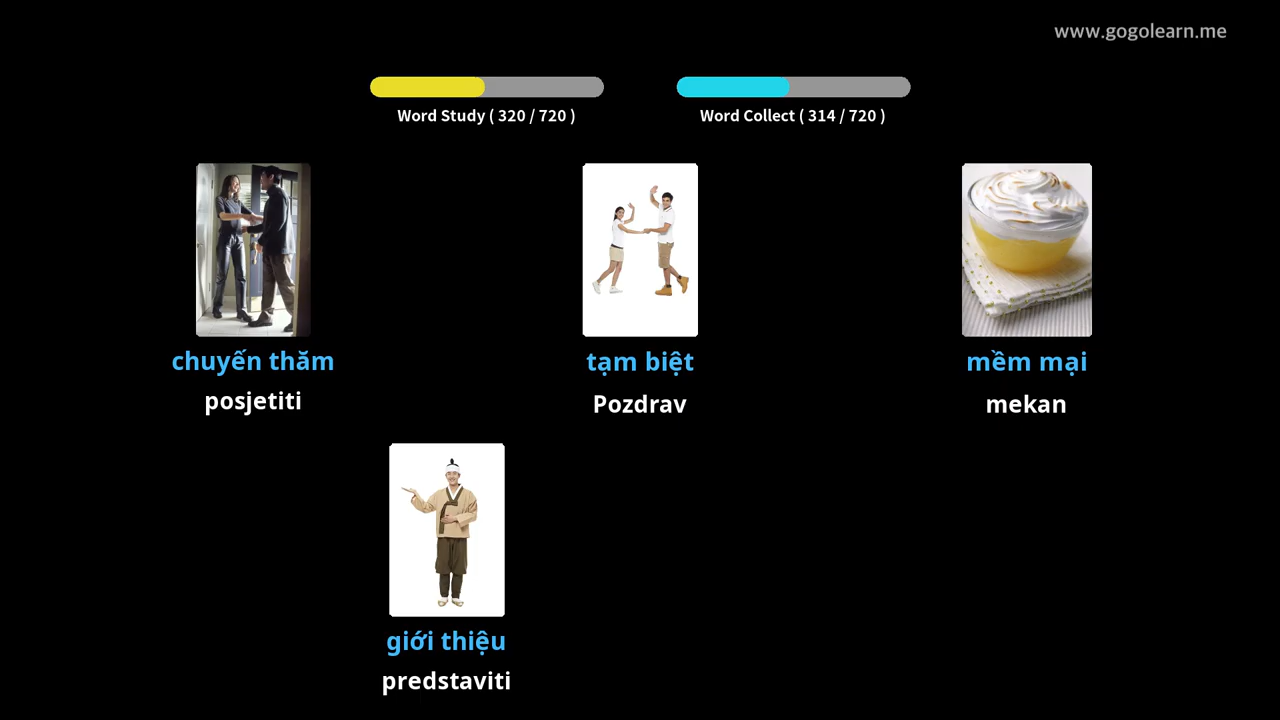 www.gogolearn.me
Word Study ( 320 / 720 )
Word Collect ( 314 / 720 )
chuyến thăm
posjetiti
tạm biệt
Pozdrav
mềm mại
mekan
giới thiệu
predstaviti